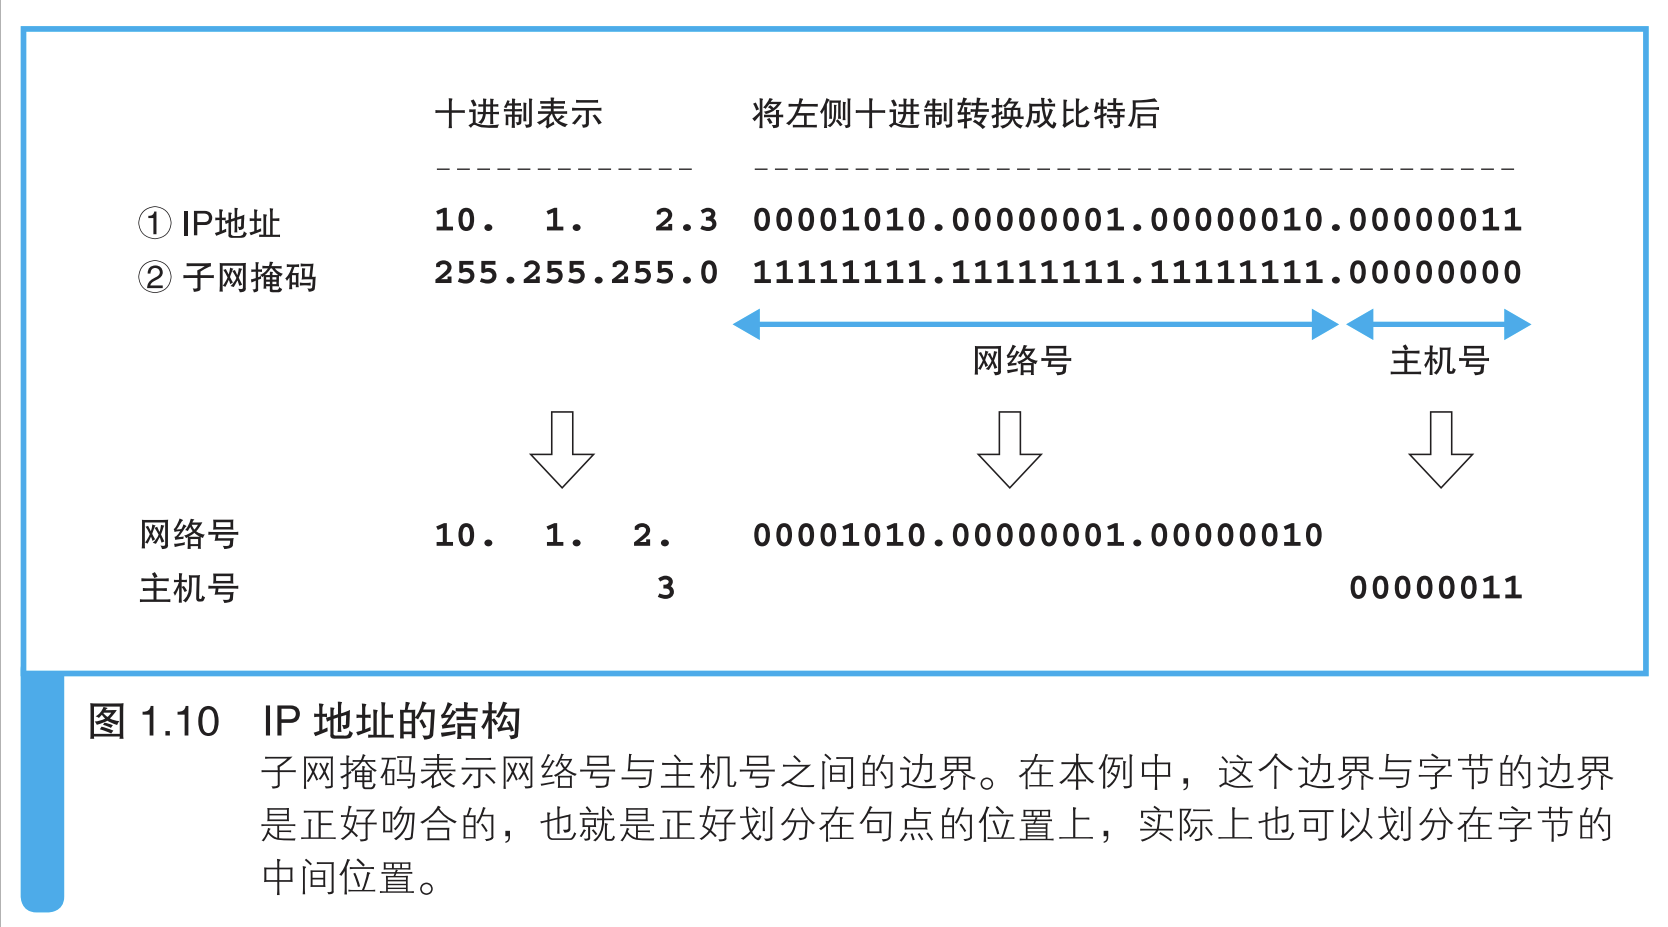 十进制表示 将左侧十进制转换成比特后
------------- --------------------------------------
① IP地址 10. 1. 2.3 00001010.00000001.00000010.00000011
② 子网掩码 255.255.255.0 11111111.11111111.11111111.00000000
网络号 主机号
网络号 10. 1. 2. 00001010.00000001.00000010
主机号 3 00000011
图 1.10 IP 地址的结构
子网掩码表示网络号与主机号之间的边界。在本例中，这个边界与字节的边界
是正好吻合的，也就是正好划分在句点的位置上，实际上也可以划分在字节的
中间位置。